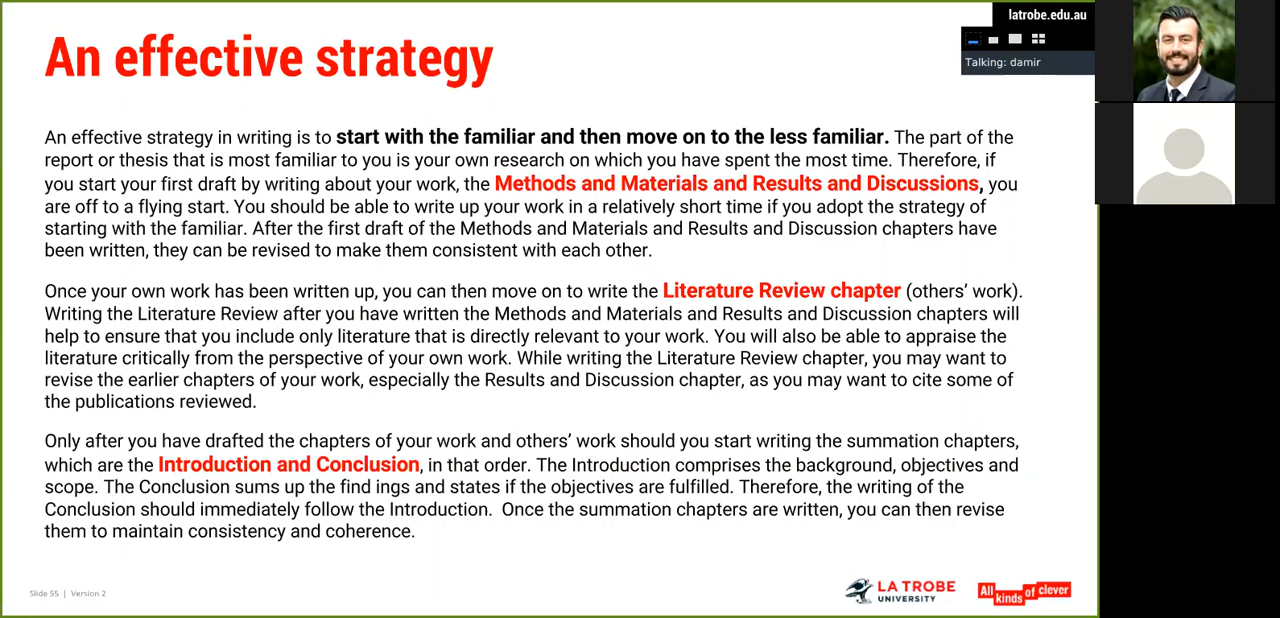 latrobe.edu.au
An effective strategy
Talking: damir
An effective strategy in writing is to start with the familiar and then move on to the less familiar. The part of the
report or thesis that is most familiar to you is your own research on which you have spent the most time. Therefore, if
you start your first draft by writing about your work, the Methods and Materials and Results and Discussions, you
are off to a flying start. You should be able to write up your work in a relatively short time if you adopt the strategy of
starting with the familiar. After the first draft of the Methods and Materials and Results and Discussion chapters have
been written, they can be revised to make them consistent with each other.
Once your own work has been written up, you can then move on to write the Literature Review chapter (others' work).
Writing the Literature Review after you have written the Methods and Materials and Results and Discussion chapters will
help to ensure that you include only literature that is directly relevant to your work. You will also be able to appraise the
literature critically from the perspective of your own work. While writing the Literature Review chapter, you may want to
revise the earlier chapters of your work, especially the Results and Discussion chapter, as you may want to cite some of
the publications reviewed.
Only after you have drafted the chapters of your work and others' work should you start writing the summation chapters,
which are the Introduction and Conclusion, in that order. The Introduction comprises the background, objectives and
scope. The Conclusion sums up the find ings and states if the objectives are fulfilled. Therefore, the writing of the
Conclusion should immediately follow the Introduction. Once the summation chapters are written, you can then revise
them to maintain consistency and coherence.
Slide 55 | Version 2
LA TROBE
UNIVERSITY
All kinds of clever